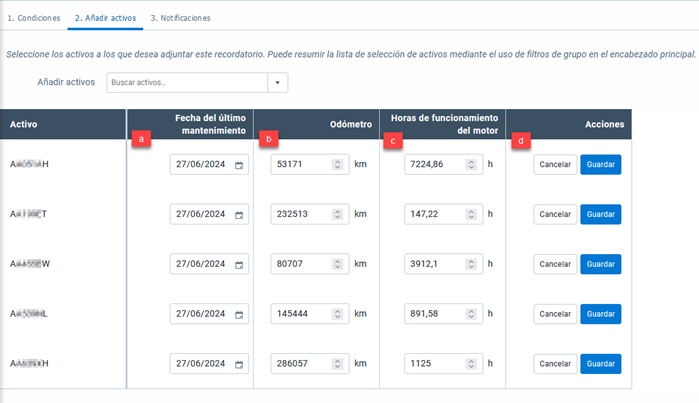 1. Condiciones 2. Añadir activos 3. Notificaciones
Seleccione los activos a los que desea adjuntar este recordatorio. Puede resumir la lista de selección de activos mediante el uso de filtros de grupo en el encabezado principal.
Añadir activos Buscar activos...
Activo Fecha del último mantenimiento Odómetro Horas de funcionamiento del motor Acciones
a b c d
27/06/2024 53171 km 7224,86 h Cancelar Guardar
27/06/2024 232513 km 147,22 h Cancelar Guardar
27/06/2024 80707 km 3912,1 h Cancelar Guardar
27/06/2024 145444 km 891,58 h Cancelar Guardar
27/06/2024 286057 km 1125 h Cancelar Guardar